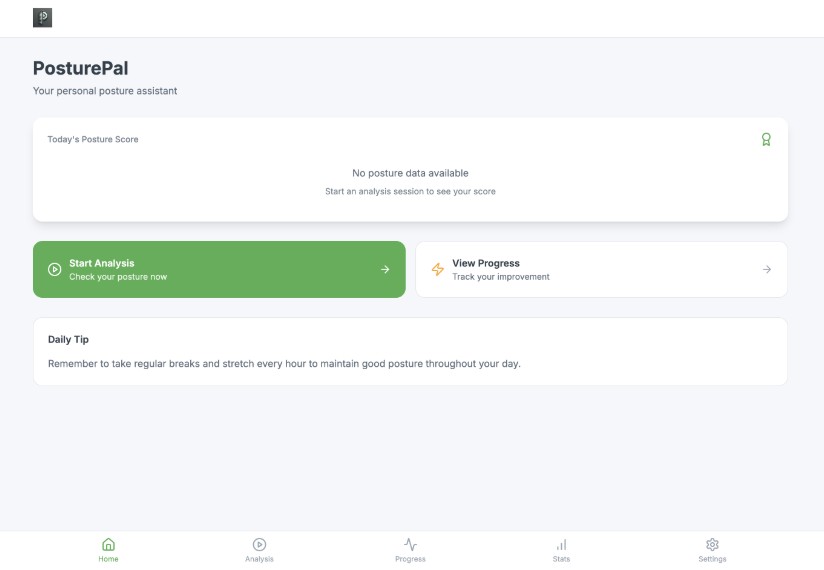 PosturePal
Your personal posture assistant
Today's Posture Score
No posture data available
Start an analysis session to see your score
Start Analysis
Check your posture now
View Progress
Track your improvement
Daily Tip
Remember to take regular breaks and stretch every hour to maintain good posture throughout your day.
Home
Analysis
Progress
Stats
Settings